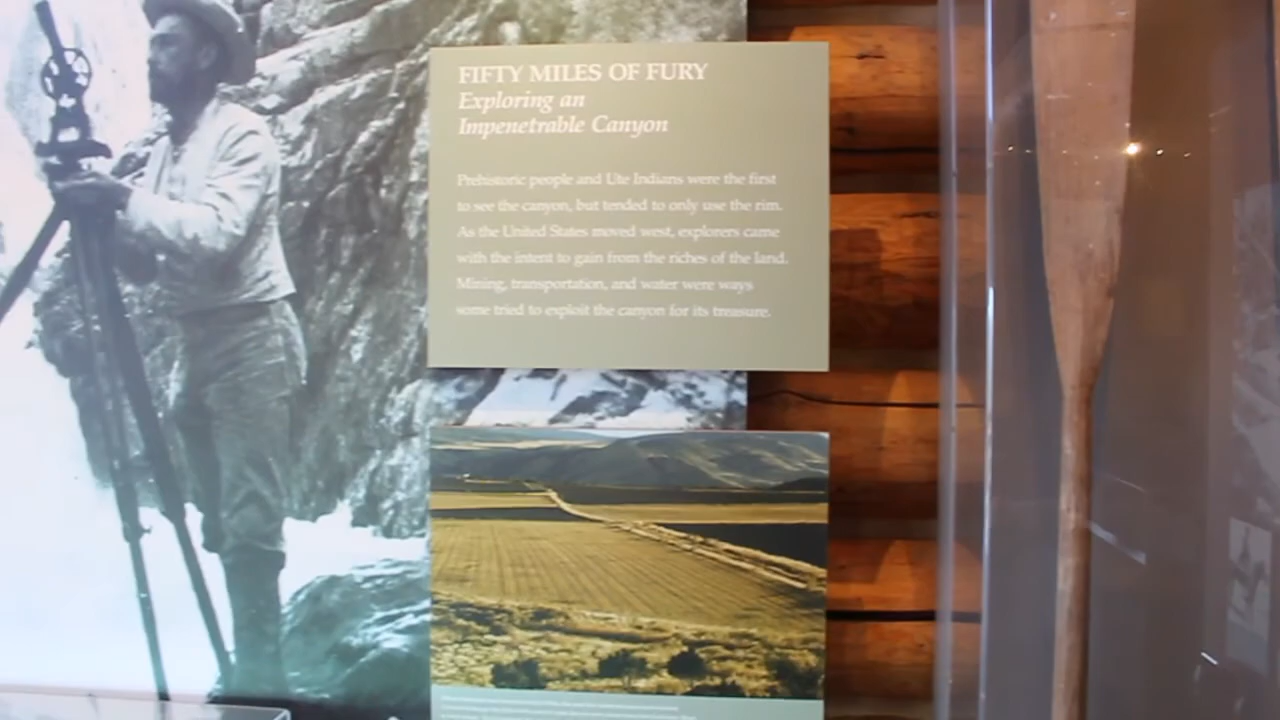 FIFTY MILES OF FURY
Exploring an
Impenetrable Canyon
Prehistoric people and Ute Indians were the first
to see the canyon, but tended to only use the rim.
As the United States moved west, explorers came
with the intent to gain from the riches of the land.
Mining, transportation, and water were ways
some tried to exploit the canyon for its treasure.